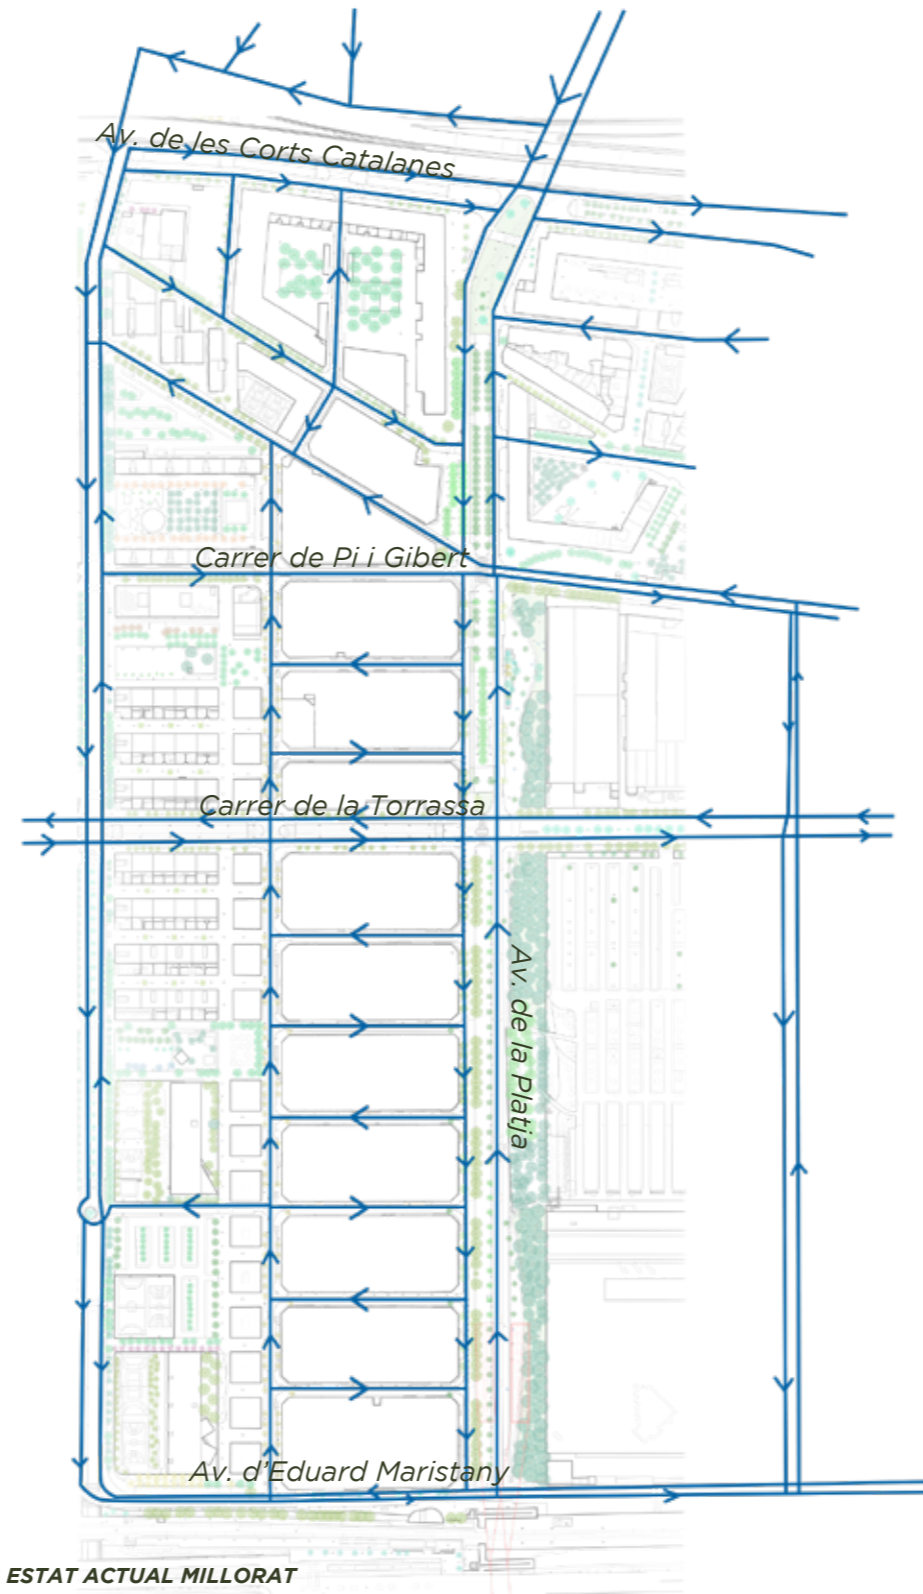 Av. de les Corts Catalanes
Carrer de Pi i Gibert
Carrer de la Torrassa
Av. de la Platja
Av. d'Eduard Maristany
ESTAT ACTUAL MILLORAT